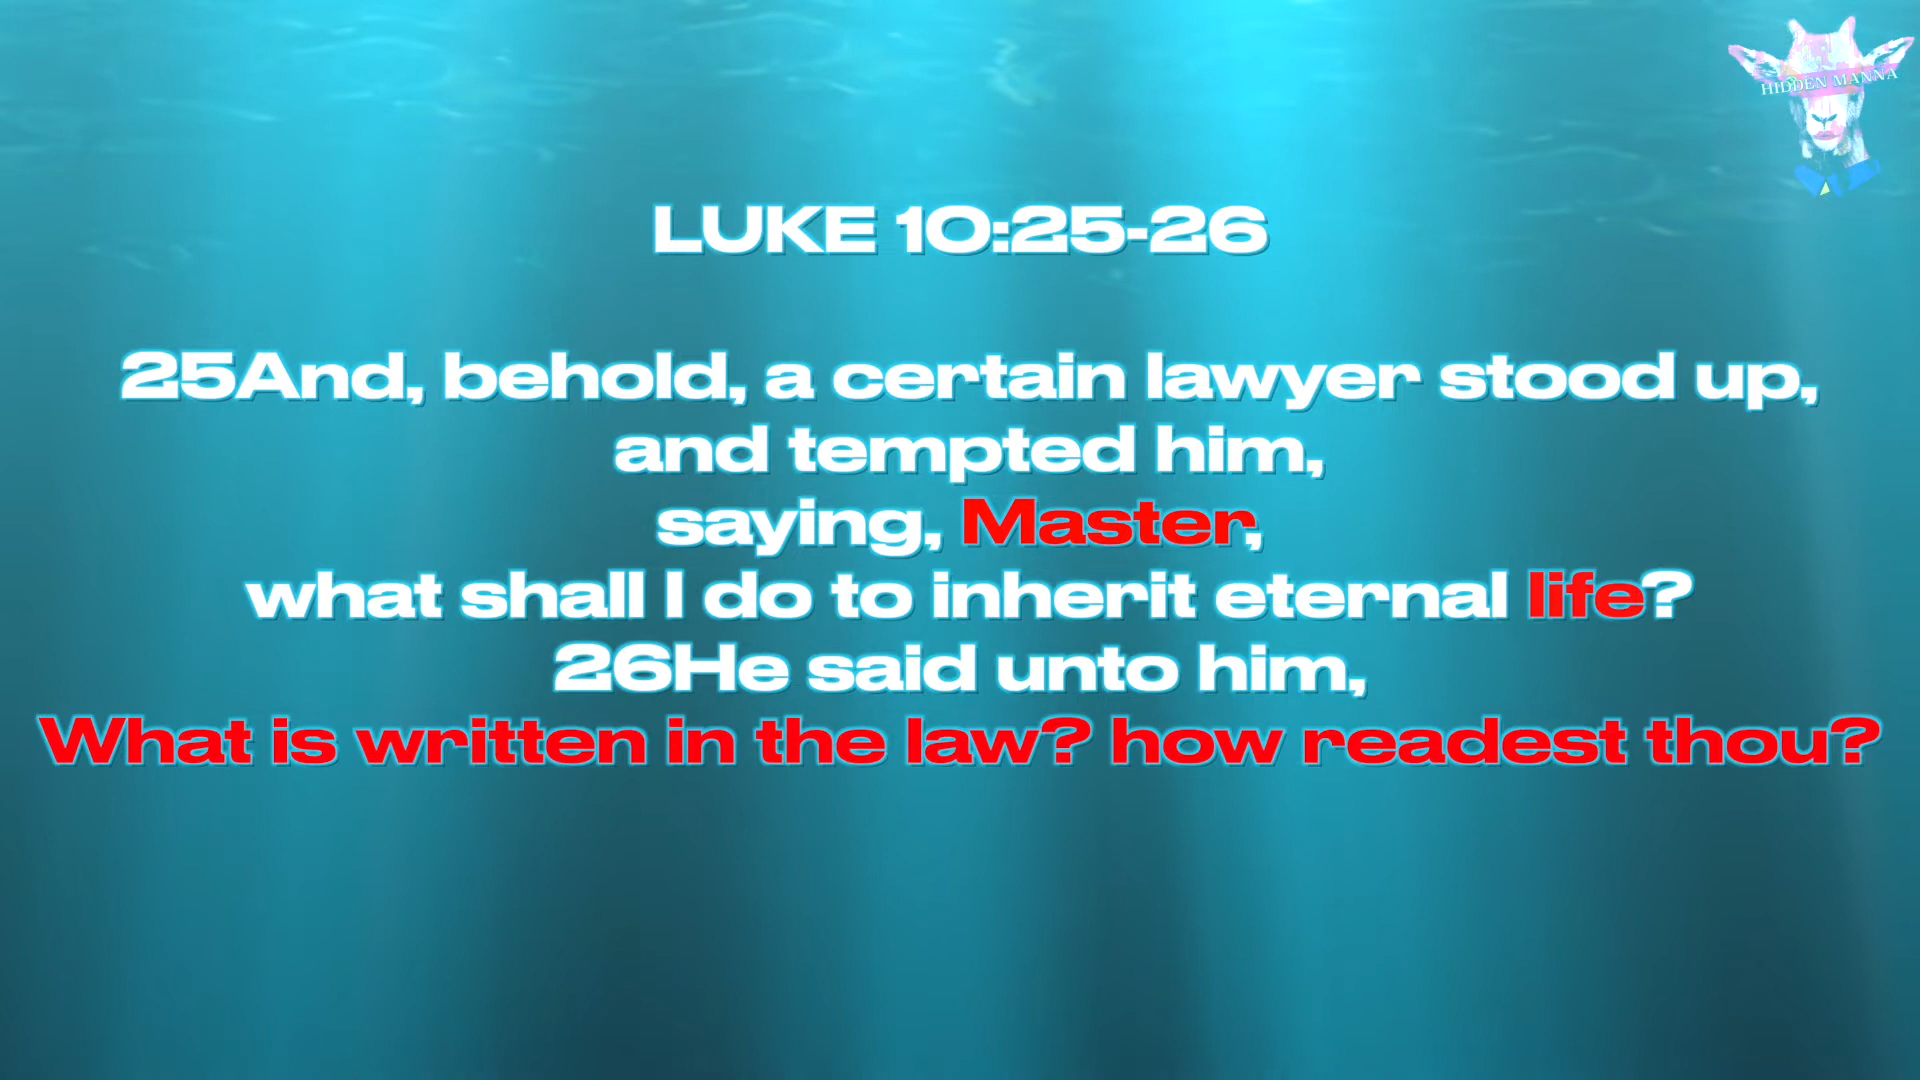 HIDDEN MANNA
LUKE 10:25-26
25And, behold, a certain lawyer stood up,
and tempted him,
saying, Master,
what shall I do to inherit eternal life?
26He said unto him,
What is written in the law? how readest thou?